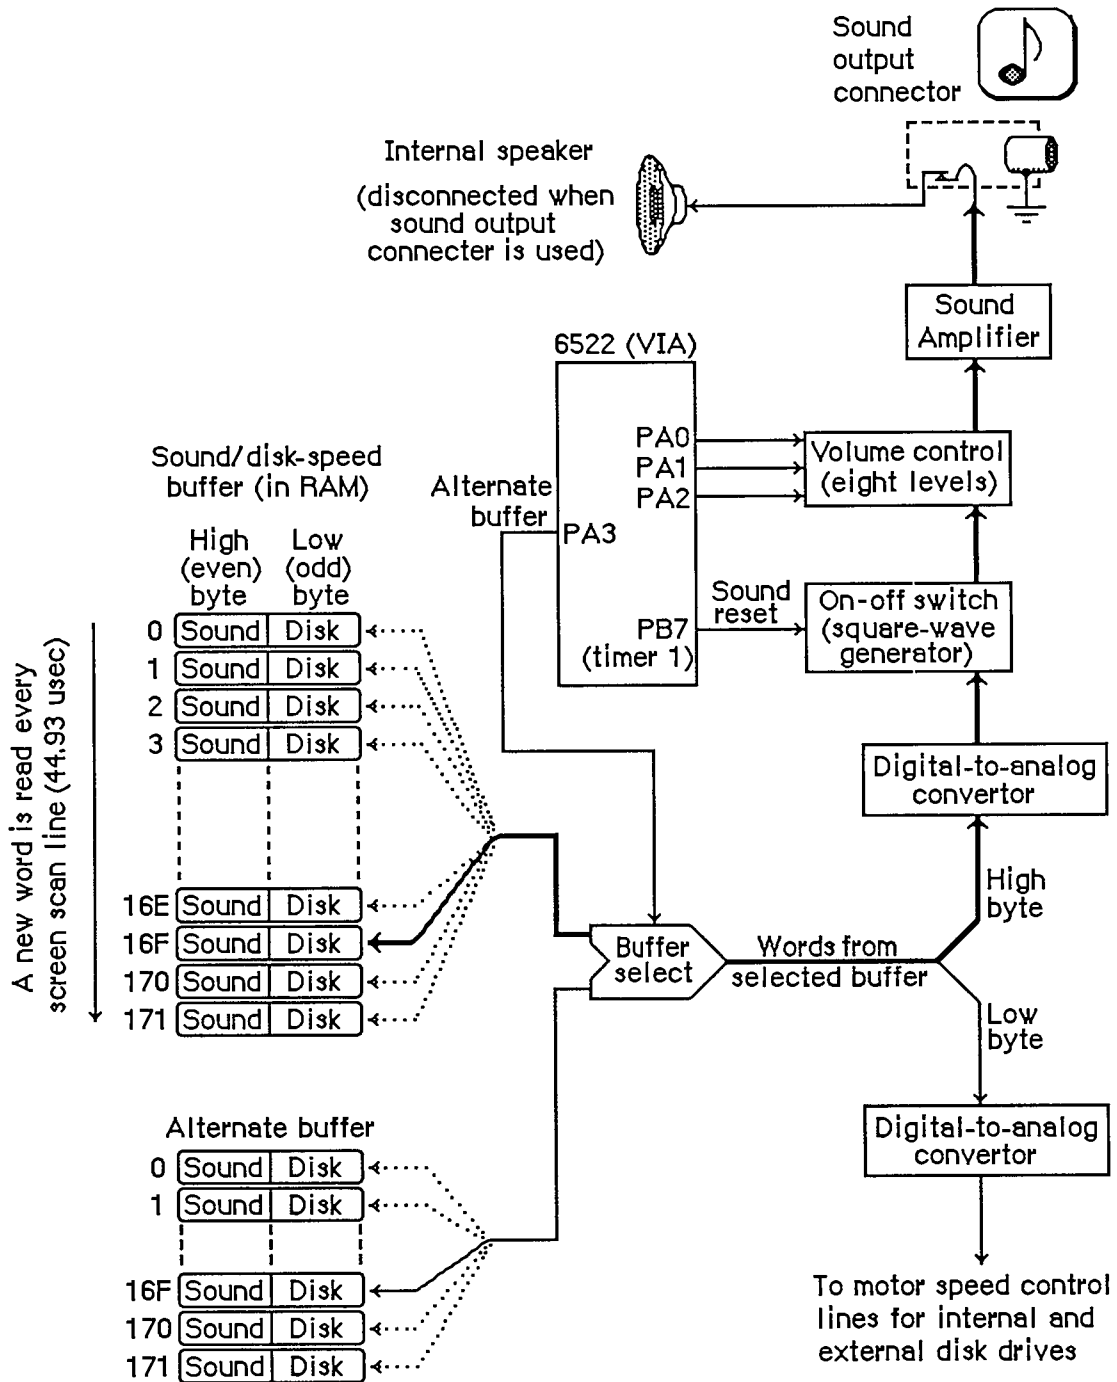 Sound
output
connector
Internal speaker
(disconnected when
sound output
connecter is used)
Sound
Amplifier
6522 (VIA)
PA0
PA1
PA2
PA3
PB7
(timer 1)
Volume control
(eight levels)
Alternate
buffer
Sound
reset
On-off switch
(square-wave
generator)
Digital-to-analog
convertor
Sound/disk-speed
buffer (in RAM)
High
(even)
byte
Low
(odd)
byte
0 Sound Disk
1 Sound Disk
2 Sound Disk
3 Sound Disk
16E Sound Disk
16F Sound Disk
170 Sound Disk
171 Sound Disk
A new word is read every
screen scan line (44.93 usec)
Buffer
select
Words from
selected buffer
High
byte
Low
byte
Digital-to-analog
convertor
To motor speed control
lines for internal and
external disk drives
Alternate buffer
0 Sound Disk
1 Sound Disk
16F Sound Disk
170 Sound Disk
171 Sound Disk